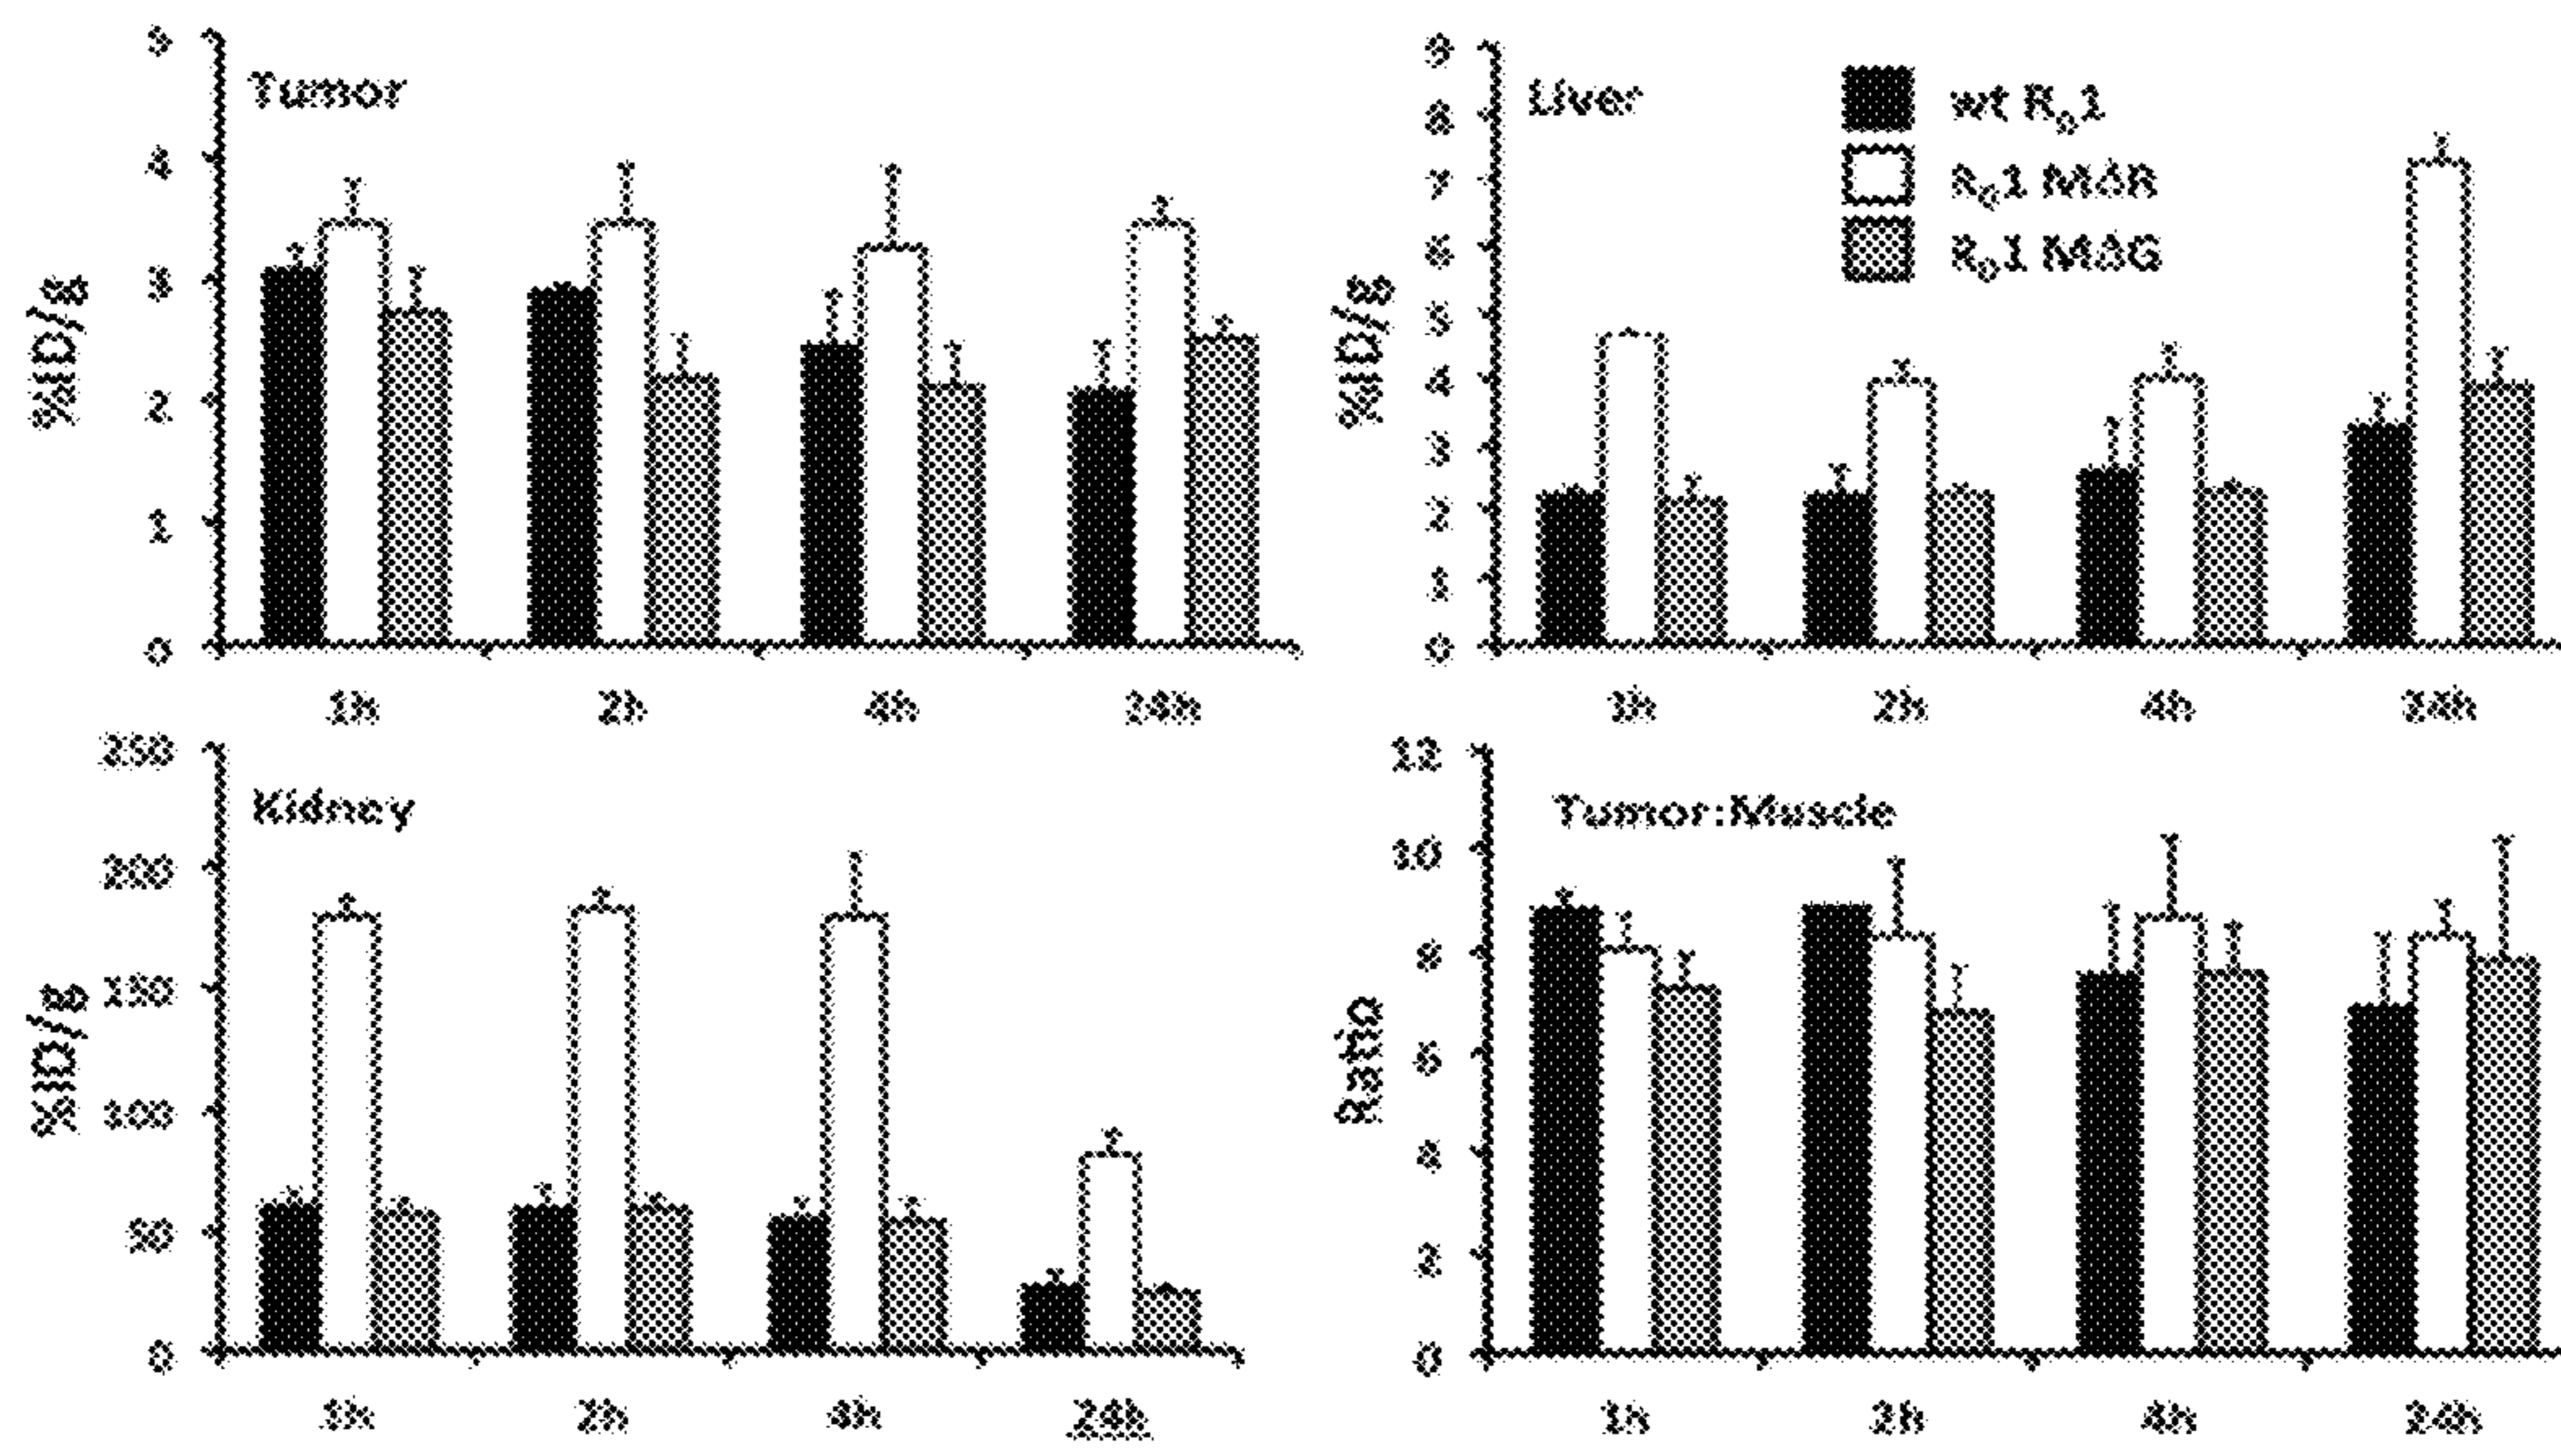 Tumor
%ID/g
5
4
3
2
1
0
1h 2h 4h 24h
Liver
%ID/g
9
8
7
6
5
4
3
2
1
0
wt R₀1
R₀1 MΔR
R₀1 MΔG
1h 2h 4h 24h
Kidney
%ID/g
250
200
150
100
50
0
1h 2h 4h 24h
Tumor:Muscle
Ratio
12
10
8
6
4
2
0
1h 2h 4h 24h